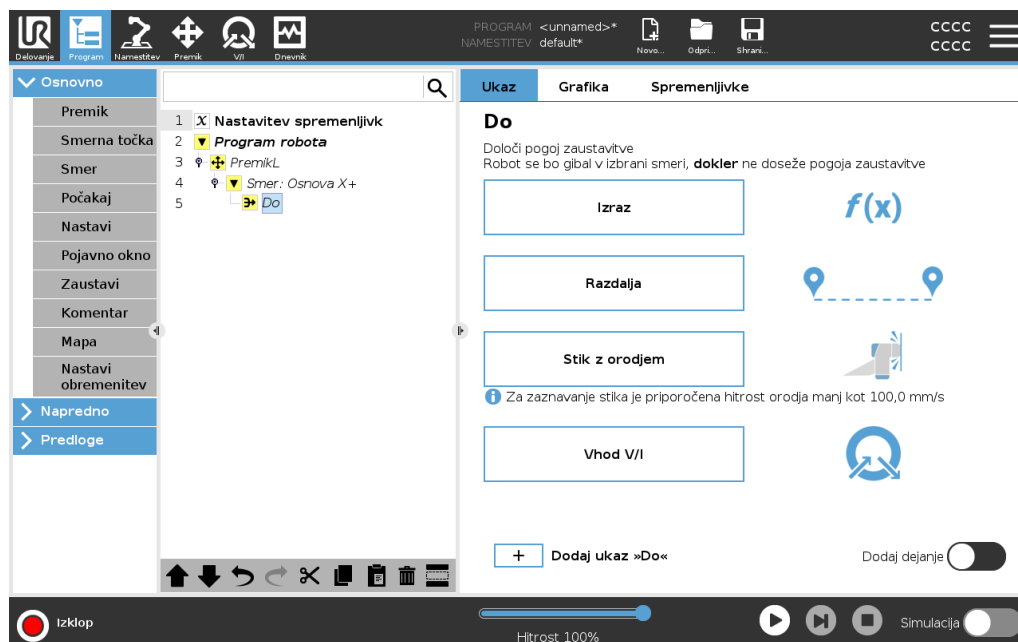 PROGRAM <unnamed>*
NAMESTITEV default*
Novo...
Odpri...
Shrani...
cccc
cccc
Delovanje
Program
Namestitev
Premik
V/I
Dnevnik
Osnovno
Premik
Smerna točka
Smer
Počakaj
Nastavi
Pojavno okno
Zaustavi
Komentar
Mapa
Nastavi
obremenitev
Napredno
Predloge
1 X Nastavitev spremenljivk
2 Program robota
3 PremikL
4 Smer: Osnova X+
5 Do
Ukaz
Grafika
Spremenljivke
Do
Določi pogoj zaustavitve
Robot se bo gibal v izbrani smeri, dokler ne doseže pogoja zaustavitve
Izraz
f(x)
Razdalja
Stik z orodjem
Za zaznavanje stika je priporočena hitrost orodja manj kot 100,0 mm/s
Vhod V/I
+ Dodaj ukaz »Do«
Dodaj dejanje
Izklop
Hitrost 100%
Simulacija